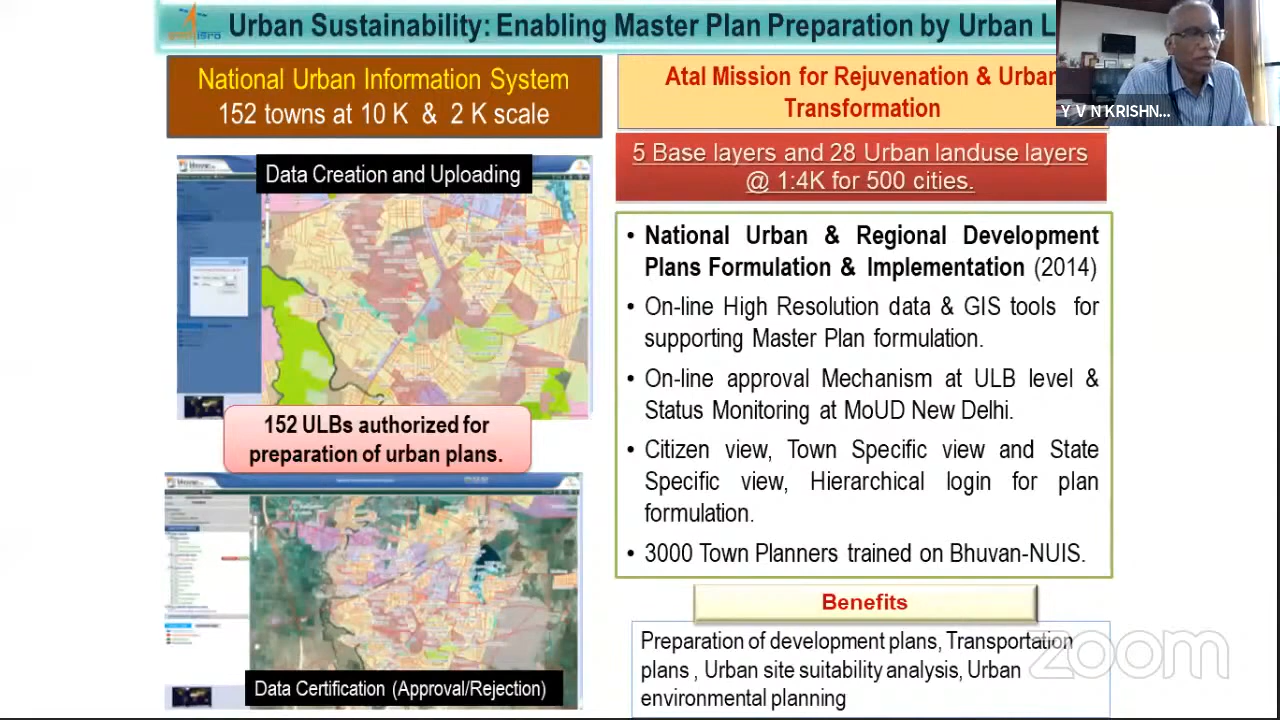 Urban Sustainability: Enabling Master Plan Preparation by Urban L
National Urban Information System
152 towns at 10 K & 2 K scale
Atal Mission for Rejuvenation & Urban
Transformation
Y V N KRISHN...
5 Base layers and 28 Urban landuse layers
@ 1:4K for 500 cities.
Data Creation and Uploading
152 ULBs authorized for
preparation of urban plans.
Data Certification (Approval/Rejection)
• National Urban & Regional Development
Plans Formulation & Implementation (2014)
• On-line High Resolution data & GIS tools for
supporting Master Plan formulation.
• On-line approval Mechanism at ULB level &
Status Monitoring at MoUD New Delhi.
• Citizen view, Town Specific view and State
Specific view, Hierarchical login for plan
formulation.
• 3000 Town Planners trained on Bhuvan-NUIS.
Benefits
Preparation of development plans, Transportation
plans , Urban site suitability analysis, Urban
environmental planning
zoom